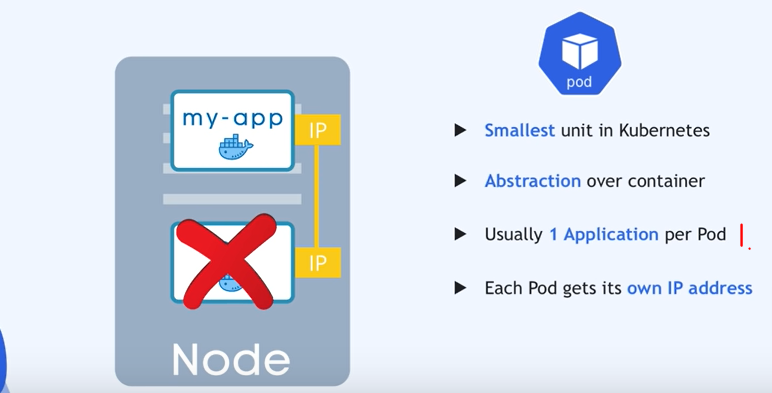 my-app
IP
IP
Node
pod
Smallest unit in Kubernetes
Abstraction over container
Usually 1 Application per Pod
Each Pod gets its own IP address